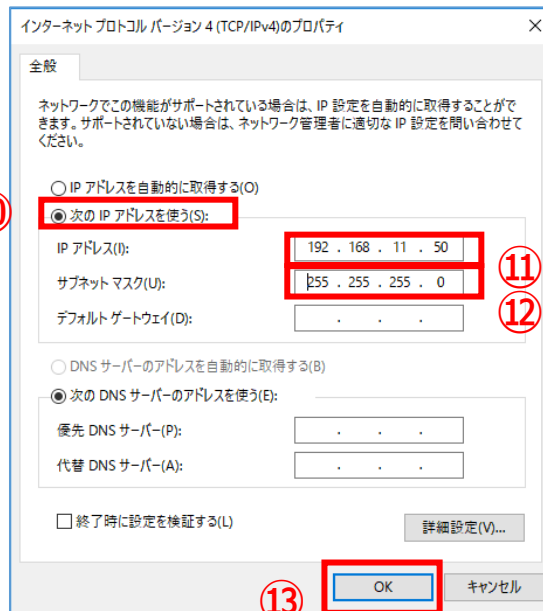 インターネット プロトコル バージョン 4 (TCP/IPv4)のプロパティ
全般
ネットワークでこの機能がサポートされている場合は、IP 設定を自動的に取得することがで
きます。サポートされていない場合は、ネットワーク管理者に適切な IP 設定を問い合わせて
ください。
IP アドレスを自動的に取得する(O)
次の IP アドレスを使う(S):
IP アドレス(I): 192 . 168 . 11 . 50
⑪
サブネット マスク(U): 255 . 255 . 255 . 0
⑫
デフォルト ゲートウェイ(D): . . .
DNS サーバーのアドレスを自動的に取得する(B)
次の DNS サーバーのアドレスを使う(E):
優先 DNS サーバー(P): . . .
代替 DNS サーバー(A): . . .
終了時に設定を検証する(L)
詳細設定(V)...
⑬ OK キャンセル